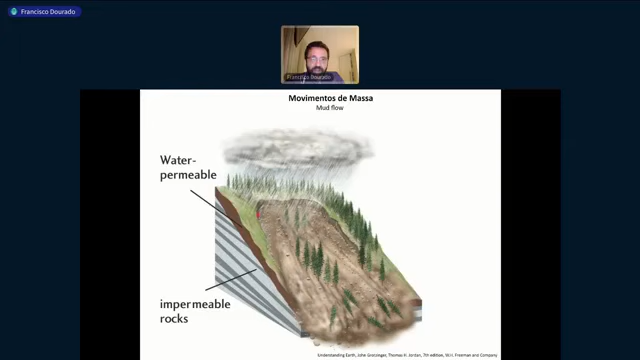 Francisco Dourado
Francisco Dourado
Movimentos de Massa
Mud flow
Water-
permeable
impermeable
rocks
Understanding Earth, John Grotzinger, Thomas H. Jordan, 7th edition, W.H. Freeman and Company